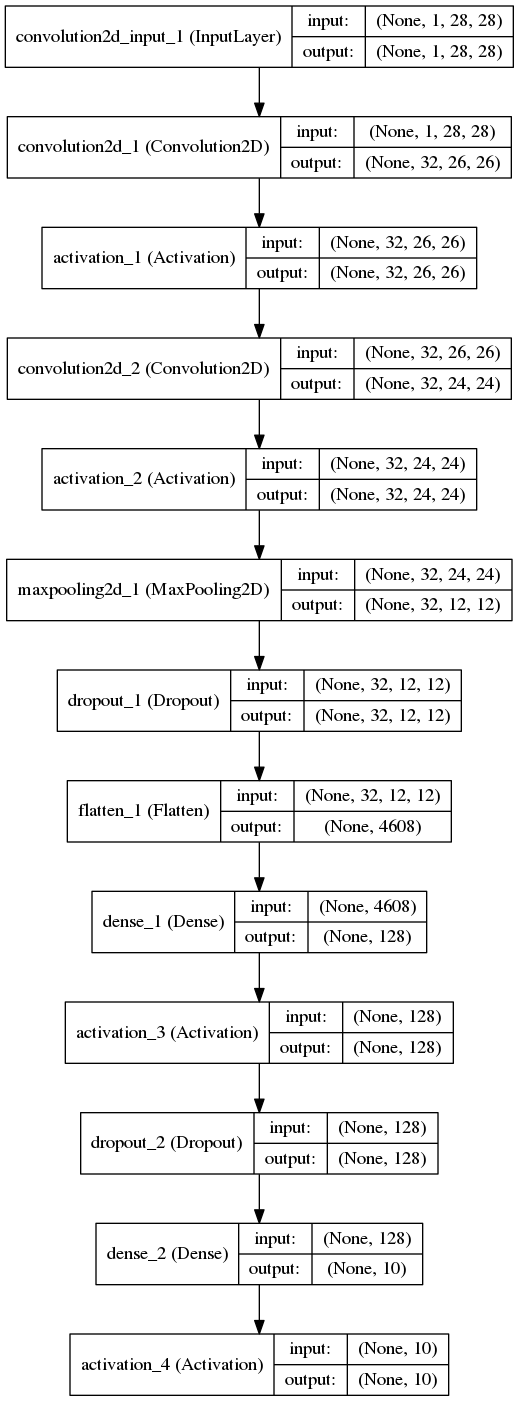 convolution2d_input_1 (InputLayer) input: (None, 1, 28, 28)
output: (None, 1, 28, 28)
convolution2d_1 (Convolution2D) input: (None, 1, 28, 28)
output: (None, 32, 26, 26)
activation_1 (Activation) input: (None, 32, 26, 26)
output: (None, 32, 26, 26)
convolution2d_2 (Convolution2D) input: (None, 32, 26, 26)
output: (None, 32, 24, 24)
activation_2 (Activation) input: (None, 32, 24, 24)
output: (None, 32, 24, 24)
maxpooling2d_1 (MaxPooling2D) input: (None, 32, 24, 24)
output: (None, 32, 12, 12)
dropout_1 (Dropout) input: (None, 32, 12, 12)
output: (None, 32, 12, 12)
flatten_1 (Flatten) input: (None, 32, 12, 12)
output: (None, 4608)
dense_1 (Dense) input: (None, 4608)
output: (None, 128)
activation_3 (Activation) input: (None, 128)
output: (None, 128)
dropout_2 (Dropout) input: (None, 128)
output: (None, 128)
dense_2 (Dense) input: (None, 128)
output: (None, 10)
activation_4 (Activation) input: (None, 10)
output: (None, 10)